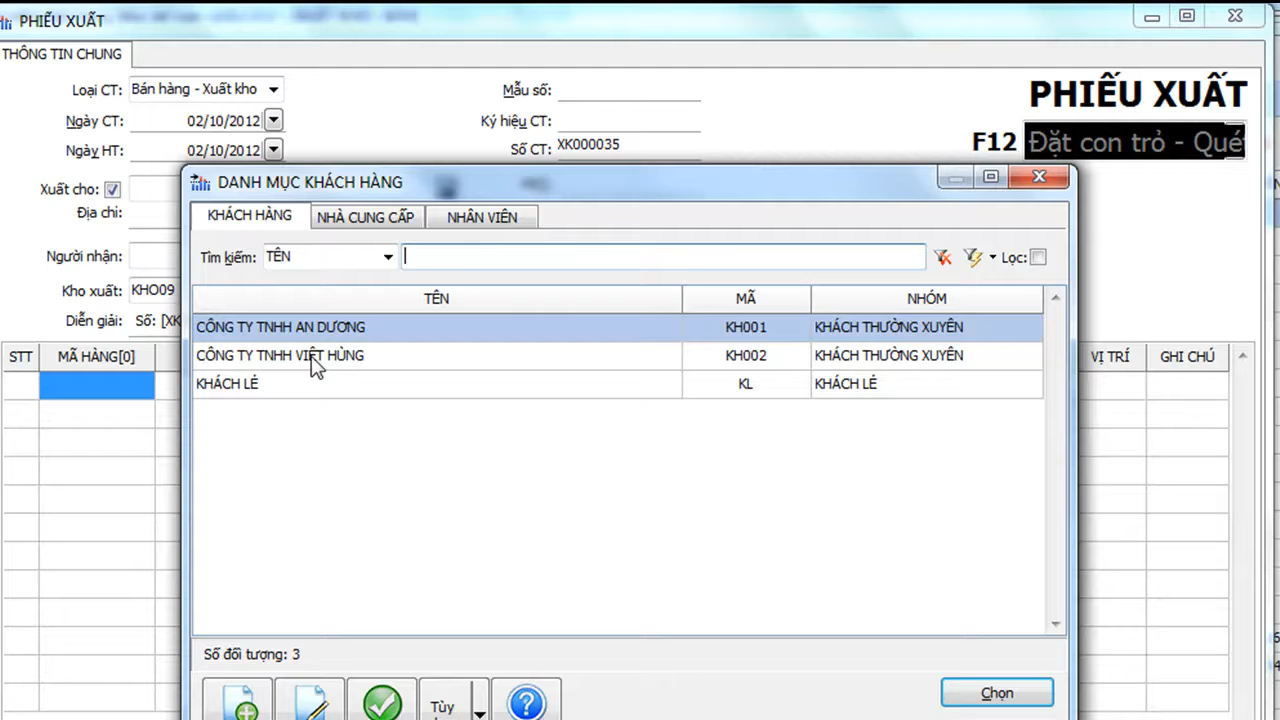 PHIẾU XUẤT
THÔNG TIN CHUNG
Loại CT: Bán hàng - Xuất kho
Mẫu số:
PHIẾU XUẤT
Ngày CT: 02/10/2012
Ký hiệu CT:
F12 Đặt con trỏ - Qué
Ngày HT: 02/10/2012
Số CT: XK000035
Xuất cho:
Địa chỉ:
Người nhận:
Kho xuất: KHO09
Diễn giải: Số: [XK
STT MÃ HÀNG[0] VỊ TRÍ GHI CHÚ
DANH MỤC KHÁCH HÀNG
KHÁCH HÀNG NHÀ CUNG CẤP NHÂN VIÊN
Tìm kiếm: TÊN Lọc:
TÊN MÃ NHÓM
CÔNG TY TNHH AN DƯƠNG KH001 KHÁCH THƯỜNG XUYÊN
CÔNG TY TNHH VIỆT HÙNG KH002 KHÁCH THƯỜNG XUYÊN
KHÁCH LẺ KL KHÁCH LẺ
Số đối tượng: 3
Tùy
Chọn